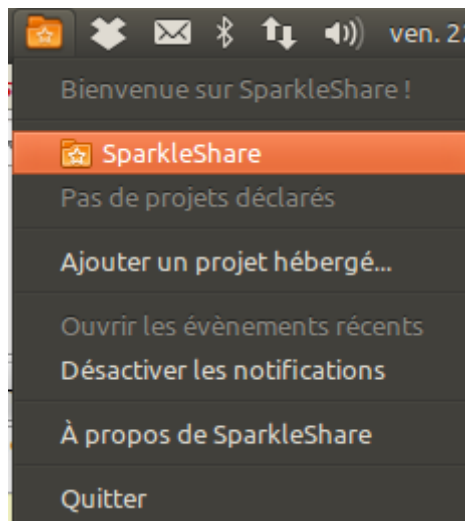 ven. 2
Bienvenue sur SparkleShare !
SparkleShare
Pas de projets déclarés
Ajouter un projet hébergé...
Ouvrir les évènements récents
Désactiver les notifications
À propos de SparkleShare
Quitter